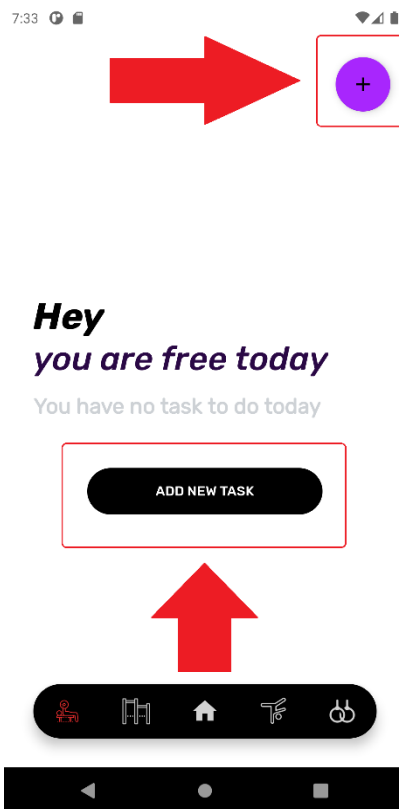 7:33
+
Hey
you are free today
You have no task to do today
ADD NEW TASK